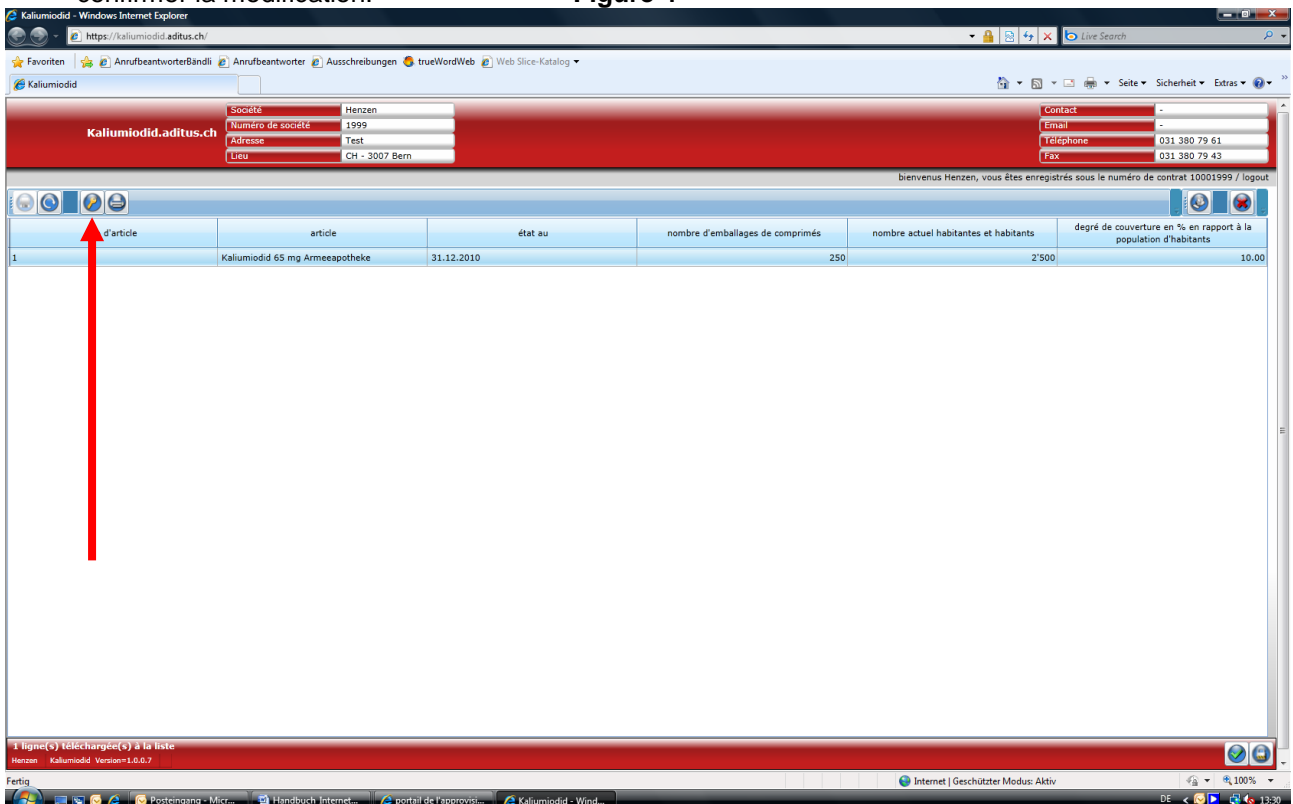 Kaliumiodid - Windows Internet Explorer
https://kaliumiodid.aditus.ch/
Live Search
Favoriten AnrufbeantworterBändli Anrufbeantworter Ausschreibungen trueWordWeb Web Slice-Katalog
Kaliumiodid
Seite Sicherheit Extras
Kaliumiodid.aditus.ch
Société Henzen
Numéro de société 1999
Adresse Test
Lieu CH - 3007 Bern
Contact -
Email -
Téléphone 031 380 79 61
Fax 031 380 79 43
bienvenus Henzen, vous êtes enregistrés sous le numéro de contrat 10001999 / logout
d'article article état au nombre d'emballages de comprimés nombre actuel habitantes et habitants degré de couverture en % en rapport à la
population d'habitants
1 Kaliumiodid 65 mg Armeeapotheke 31.12.2010 250 2'500 10.00
1 ligne(s) téléchargée(s) à la liste
Henzen Kaliumiodid Version=1.0.0.7
Fertig
Internet | Geschützter Modus: Aktiv
100%
Posteingang - Micr... Handbuch Internet... portail de l'approvisi... Kaliumiodid - Wind...
DE 13:30